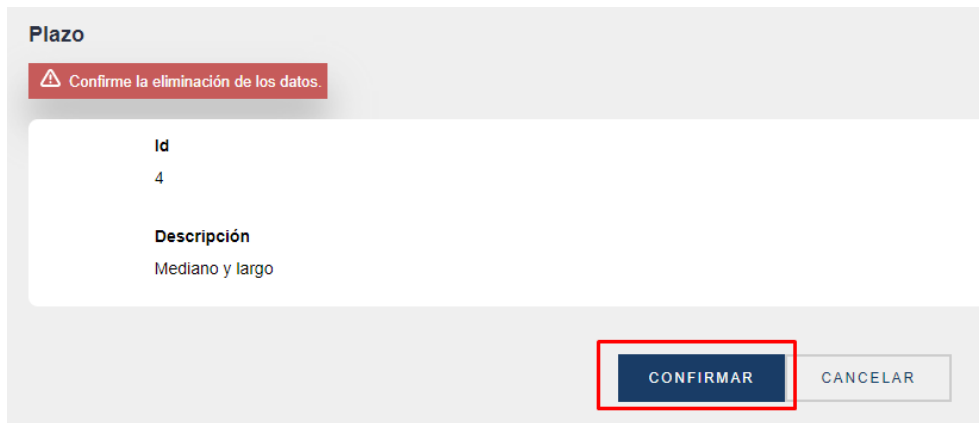 Plazo
Confirme la eliminación de los datos.
Id
4
Descripción
Mediano y largo
CONFIRMAR CANCELAR